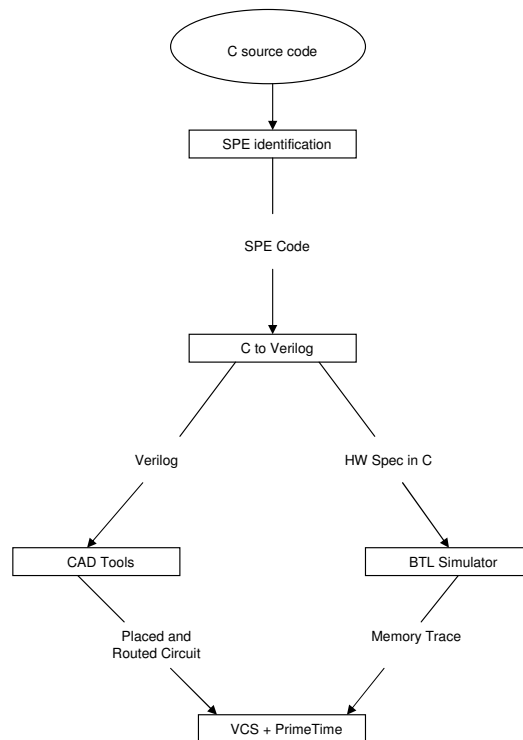 C source code
SPE identification
SPE Code
C to Verilog
Verilog
HW Spec in C
CAD Tools
BTL Simulator
Placed and
Routed Circuit
Memory Trace
VCS + PrimeTime